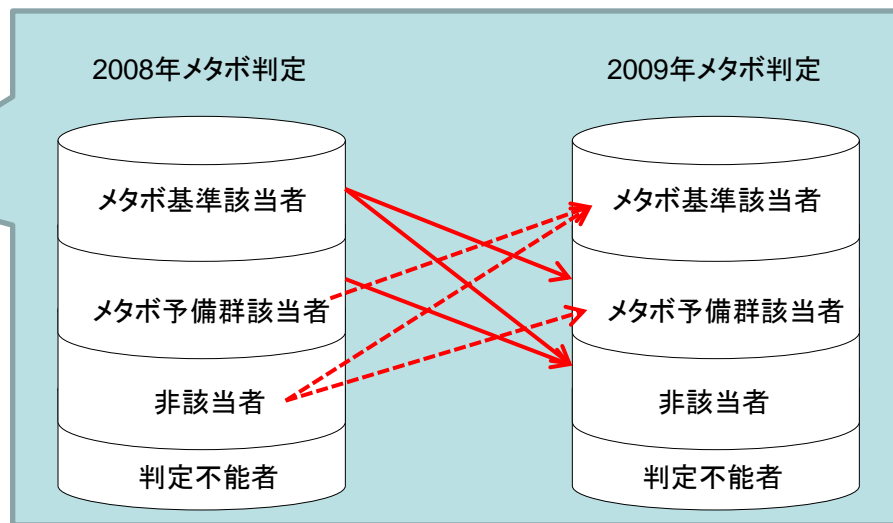 2008年メタボ判定
メタボ基準該当者
メタボ予備群該当者
非該当者
判定不能者
2009年メタボ判定
メタボ基準該当者
メタボ予備群該当者
非該当者
判定不能者